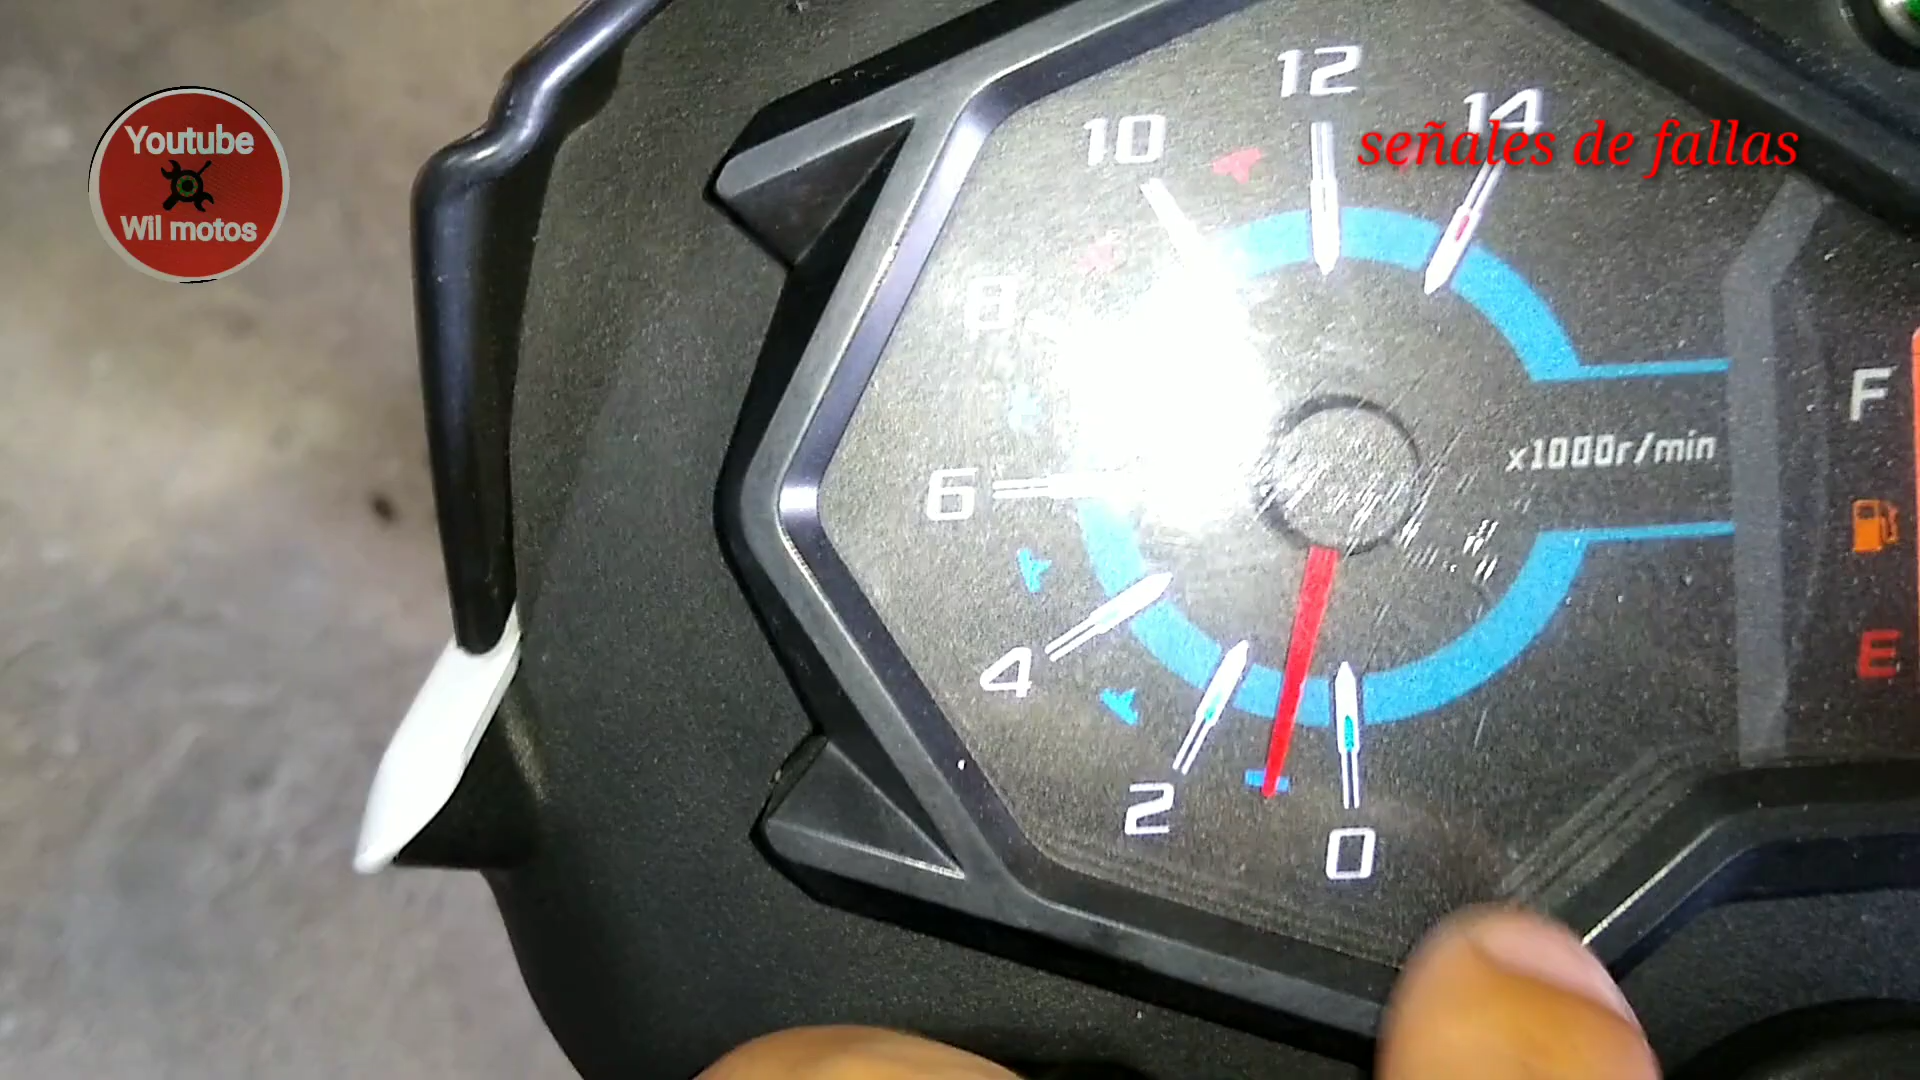 Youtube
Wil motos
señales de fallas
14
12
10
8
6
4
2
0
x1000r/min
F
E